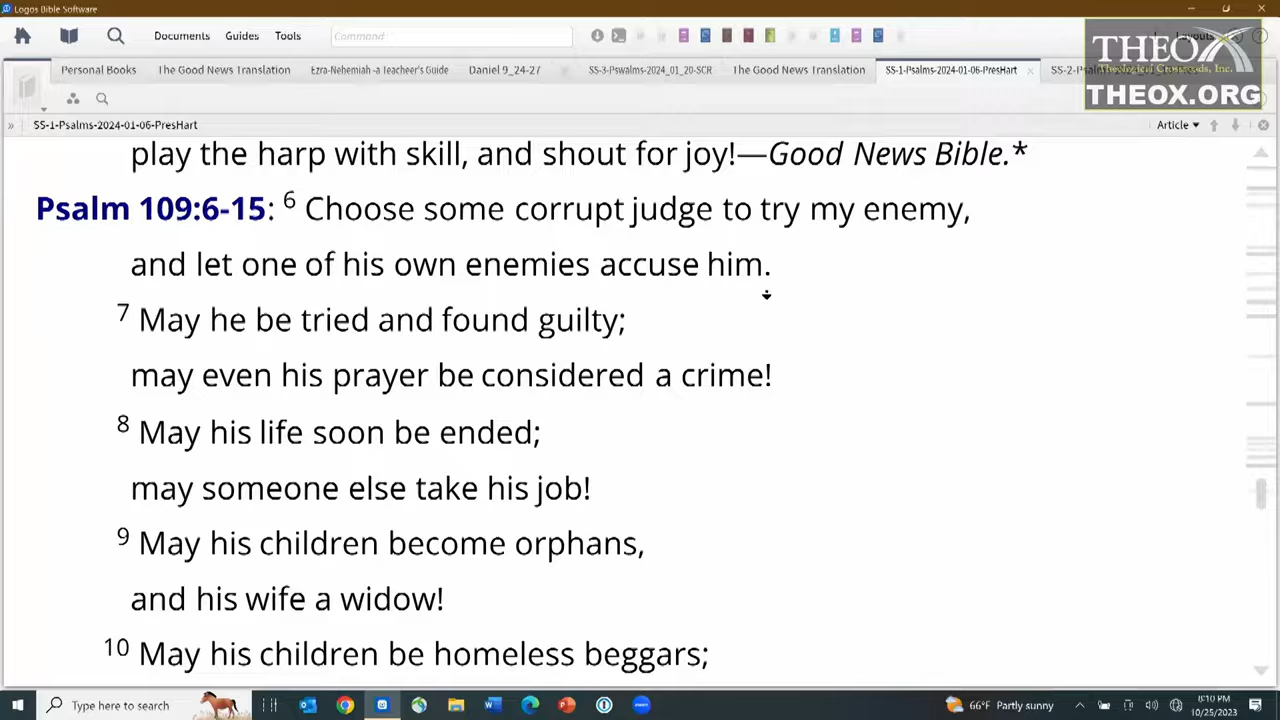 Logos Bible Software
Documents Guides Tools Command
THEOX
Theological Crossroads, Inc.
THEOX.ORG
Personal Books The Good News Translation Ezra-Nehemiah -a Teacher's Daniel 9_24-27 SS-3-Pswalms-2024_01_20-SCR The Good News Translation SS-1-Psalms-2024-01-06-PresHart
» SS-1-Psalms-2024-01-06-PresHart Article
play the harp with skill, and shout for joy!—Good News Bible.*
Psalm 109:6-15: 6 Choose some corrupt judge to try my enemy,
and let one of his own enemies accuse him.
7 May he be tried and found guilty;
may even his prayer be considered a crime!
8 May his life soon be ended;
may someone else take his job!
9 May his children become orphans,
and his wife a widow!
10 May his children be homeless beggars;
Type here to search
66°F Partly sunny
8:10 PM
10/25/2023